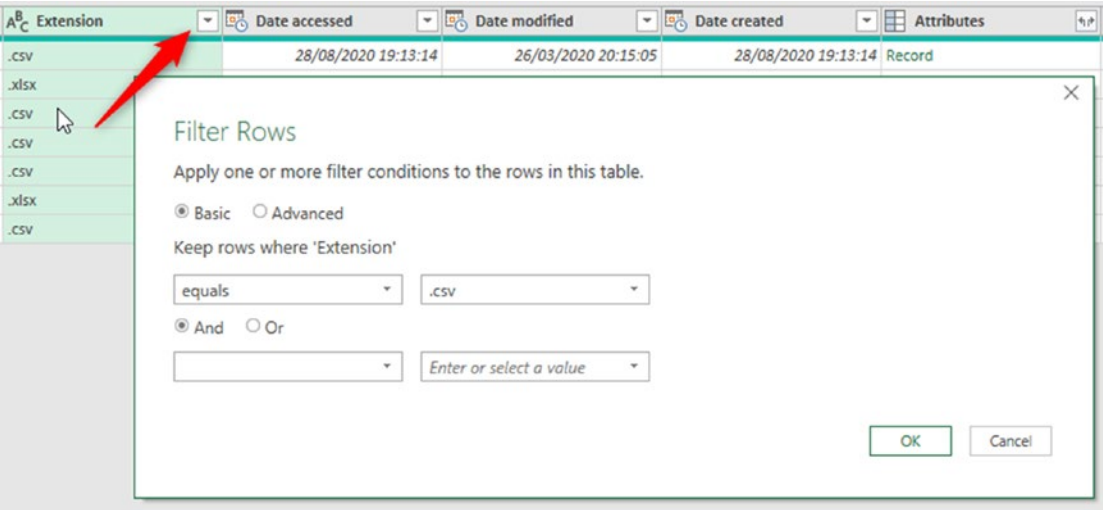 ABC Extension Date accessed Date modified Date created Attributes
.csv 28/08/2020 19:13:14 26/03/2020 20:15:05 28/08/2020 19:13:14 Record
.xlsx
.csv
.csv
.csv
.xlsx
.csv
Filter Rows
Apply one or more filter conditions to the rows in this table.
Basic Advanced
Keep rows where 'Extension'
equals .csv
And Or
Enter or select a value
OK Cancel